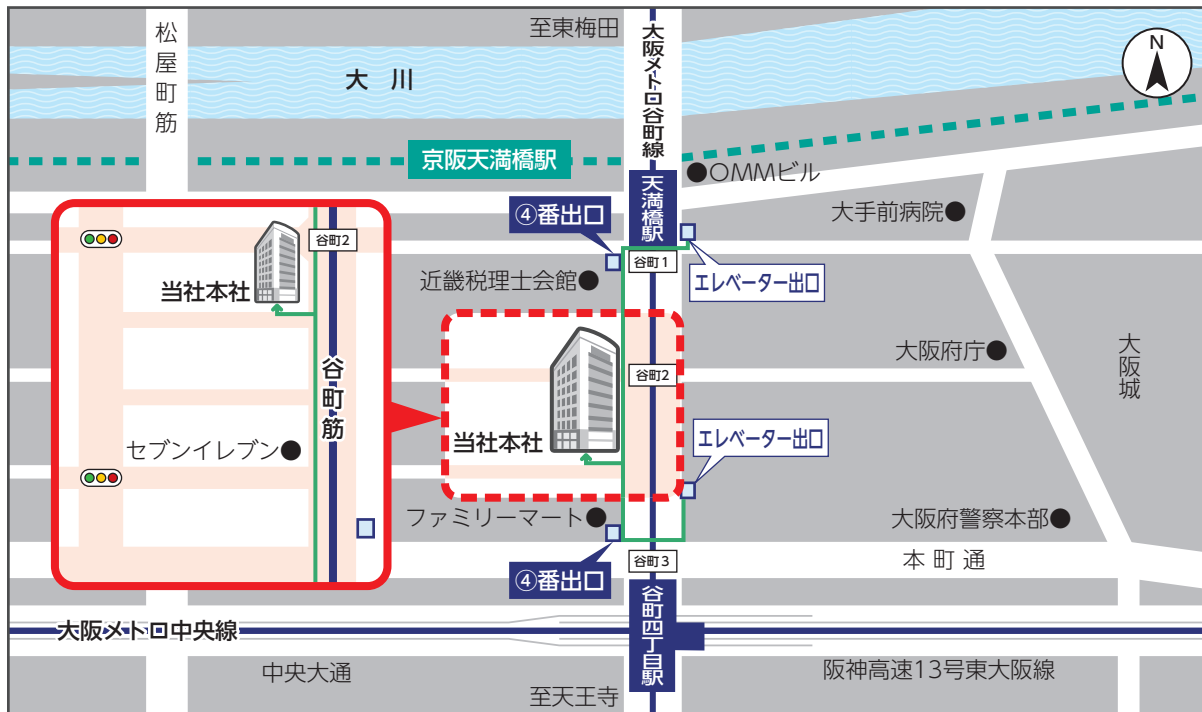 至東梅田
松屋町筋
大 川
大阪メトロ谷町線
N
京阪天満橋駅
天満橋駅
●OMMビル
④番出口
大手前病院●
谷町2
谷町1
近畿税理士会館●
エレベーター出口
当社本社
大阪府庁●
大阪城
谷町2
谷町筋
セブンイレブン●
当社本社
エレベーター出口
ファミリーマート●
大阪府警察本部●
谷町3
本町通
④番出口
谷町四丁目駅
大阪メトロ中央線
中央大通
阪神高速13号東大阪線
至天王寺